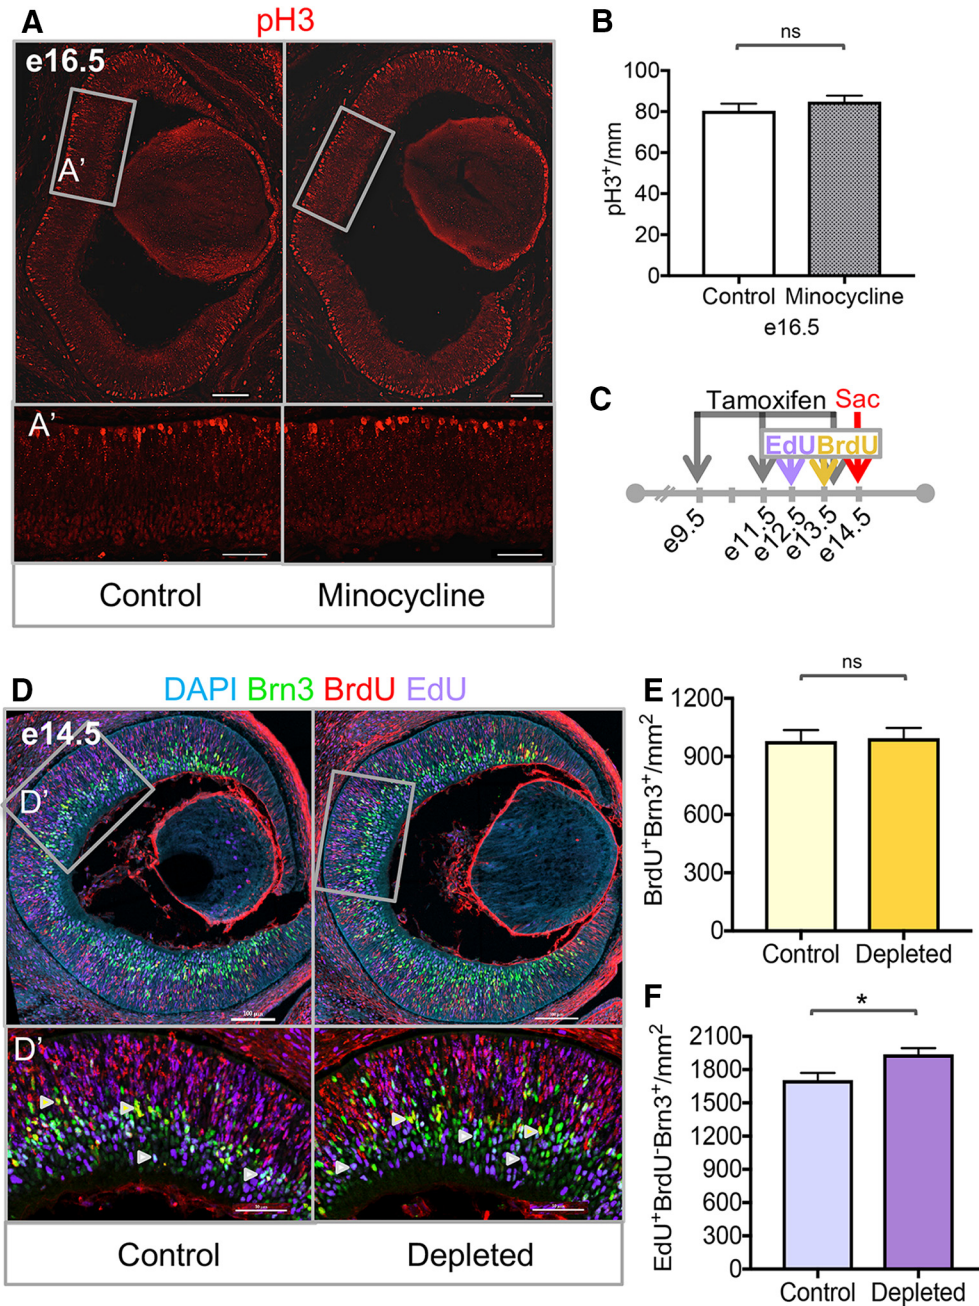 A
pH3
e16.5
A’
A’
Control
Minocycline
B
ns
pH3+/mm
100
80
60
40
20
0
Control
Minocycline
e16.5
C
Tamoxifen
Sac
EdU
BrdU
e9.5
e11.5
e12.5
e13.5
e14.5
D
DAPI Brn3 BrdU EdU
e14.5
D’
100 µm
D’
Control
Depleted
E
ns
BrdU+Brn3+/mm2
1200
900
600
300
0
Control
Depleted
F
*
EdU+BrdU-Brn3+/mm2
2100
1800
1500
1200
900
600
300
0
Control
Depleted